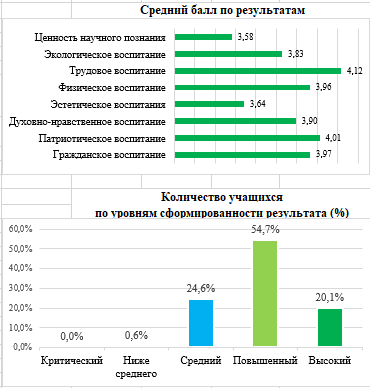 Средний балл по результатам
Ценность научного познания 3,58
Экологическое воспитание 3,83
Трудовое воспитание 4,12
Физическое воспитание 3,96
Эстетическое воспитание 3,64
Духовно-нравственное воспитание 3,90
Патриотическое воспитание 4,01
Гражданское воспитание 3,97
Количество учащихся
по уровням сформированности результата (%)
60,0%
50,0%
40,0%
30,0%
20,0%
10,0%
0,0%
0,0% 0,6% 24,6% 54,7% 20,1%
Критический Ниже Средний Повышенный Высокий
среднего